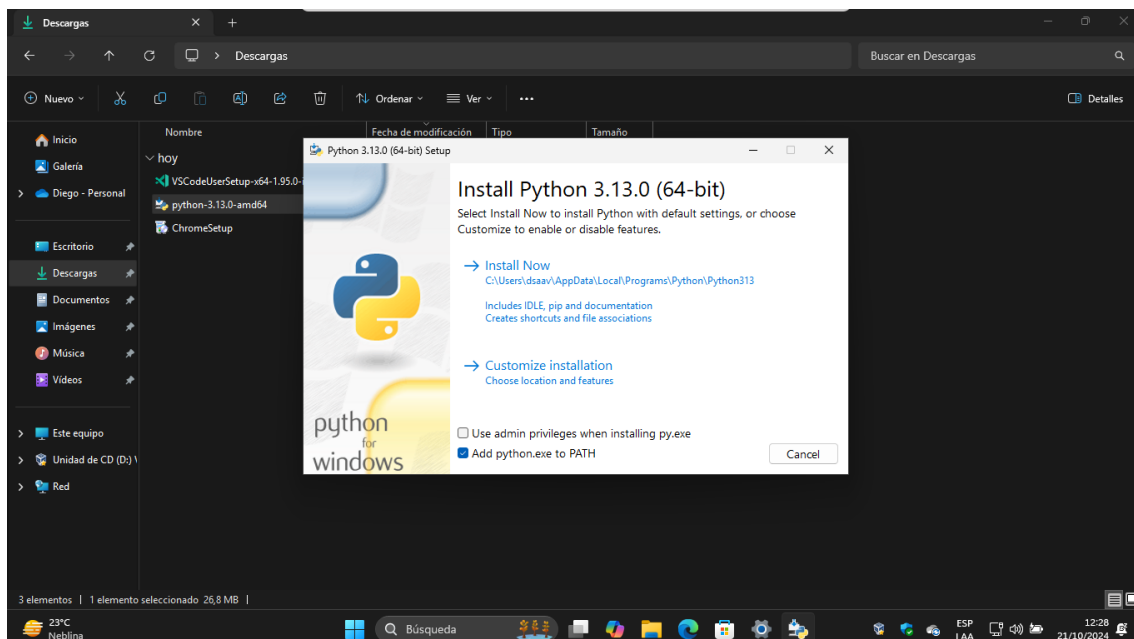 Descargas
Descargas
Buscar en Descargas
Nuevo
Ordenar
Ver
Detalles
Inicio
Galería
Diego - Personal
Escritorio
Descargas
Documentos
Imágenes
Música
Vídeos
Este equipo
Unidad de CD (D:) V
Red
Nombre
Fecha de modificación
Tipo
Tamaño
hoy
VSCodeUserSetup-x64-1.95.0-i
python-3.13.0-amd64
ChromeSetup
Python 3.13.0 (64-bit) Setup
Install Python 3.13.0 (64-bit)
Select Install Now to install Python with default settings, or choose
Customize to enable or disable features.
Install Now
C:\Users\dsaav\AppData\Local\Programs\Python\Python313
Includes IDLE, pip and documentation
Creates shortcuts and file associations
Customize installation
Choose location and features
python
for
windows
Use admin privileges when installing py.exe
Add python.exe to PATH
Cancel
3 elementos | 1 elemento seleccionado 26,8 MB |
23°C
Neblina
Búsqueda
ESP
LAA
12:28
21/10/2024